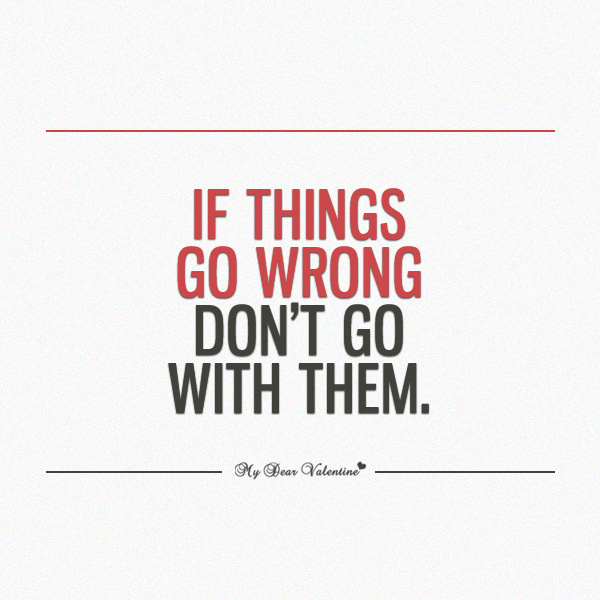 IF THINGS
GO WRONG
DON'T GO
WITH THEM.
My Dear Valentine